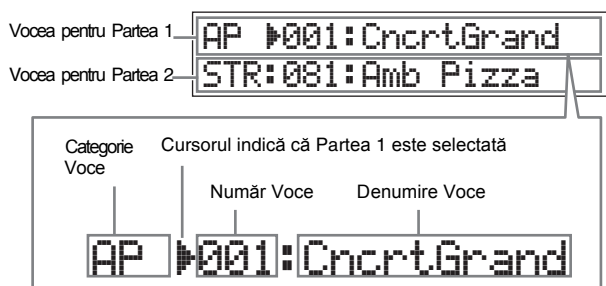 Vocea pentru Partea 1
AP ▶001:CncrtGrand
Vocea pentru Partea 2
STR:081:Amb Pizza
Categorie Voce
Cursorul indică că Partea 1 este selectată
Număr Voce
Denumire Voce
AP ▶001:CncrtGrand